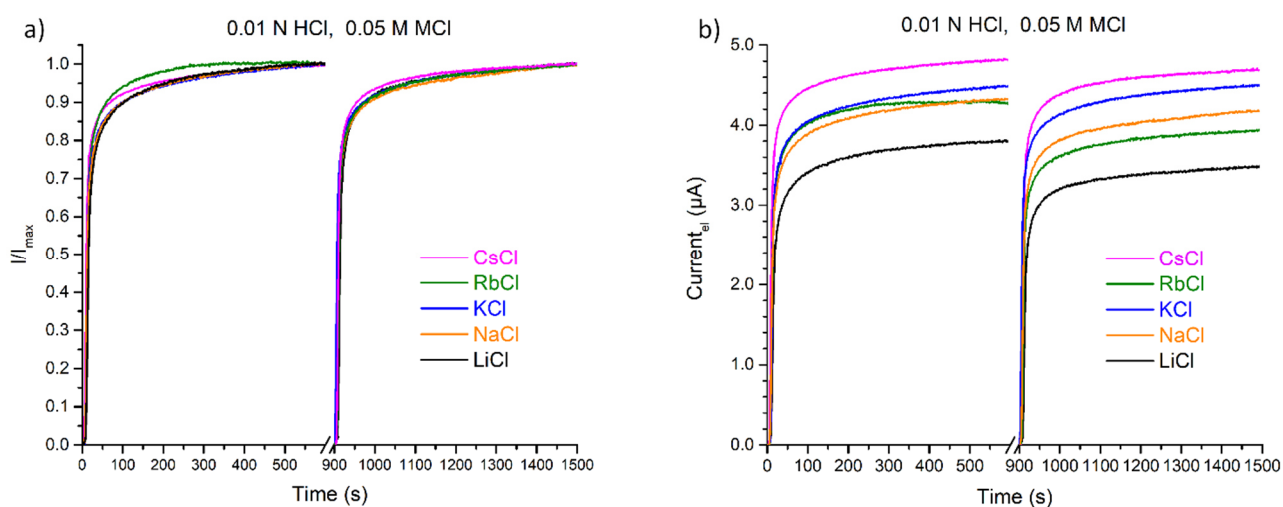 a)
0.01 N HCl, 0.05 M MCl
1.0
0.9
0.8
0.7
0.6
0.5
0.4
0.3
0.2
0.1
0.0
I/Imax
CsCl
RbCl
KCl
NaCl
LiCl
0 100 200 300 400 500 900 1000 1100 1200 1300 1400 1500
Time (s)
b)
0.01 N HCl, 0.05 M MCl
5.0
4.0
3.0
2.0
1.0
0.0
Currentel (µA)
CsCl
RbCl
KCl
NaCl
LiCl
0 100 200 300 400 500 900 1000 1100 1200 1300 1400 1500
Time (s)